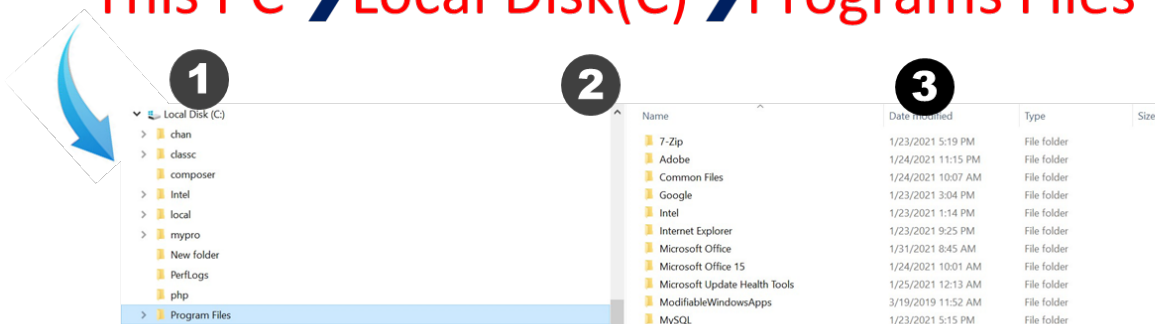 This PC Local Disk(C) Programs Files
1 2 3
Local Disk (C:)
chan
classc
composer
Intel
local
mypro
New folder
PerfLogs
php
Program Files
Name Date modified Type Size
7-Zip 1/23/2021 5:19 PM File folder
Adobe 1/24/2021 11:15 PM File folder
Common Files 1/24/2021 10:07 AM File folder
Google 1/23/2021 3:04 PM File folder
Intel 1/23/2021 1:14 PM File folder
Internet Explorer 1/23/2021 9:25 PM File folder
Microsoft Office 1/31/2021 8:45 AM File folder
Microsoft Office 15 1/24/2021 10:01 AM File folder
Microsoft Update Health Tools 1/25/2021 12:13 AM File folder
ModifiableWindowsApps 3/19/2019 11:52 AM File folder
MySQL 1/23/2021 5:15 PM File folder